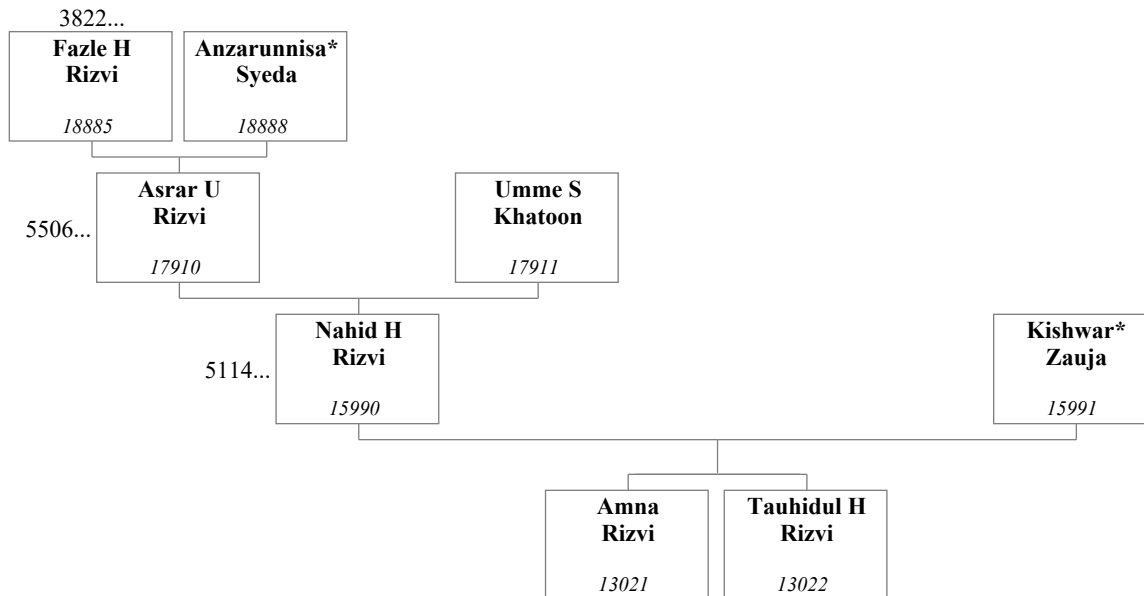 3822...
Fazle H
Rizvi
18885
Anzarunnisa*
Syeda
18888
5506...
Asrar U
Rizvi
17910
Umme S
Khatoon
17911
5114...
Nahid H
Rizvi
15990
Kishwar*
Zauja
15991
Amna
Rizvi
13021
Tauhidul H
Rizvi
13022